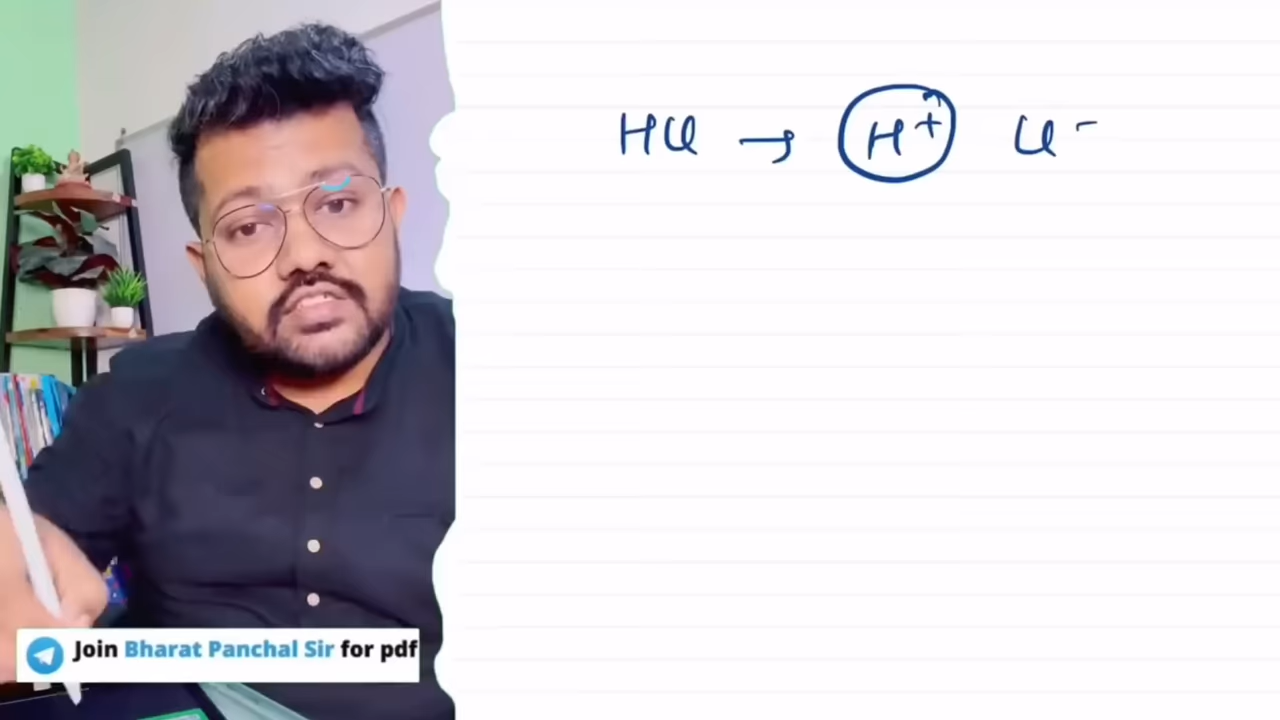 HCl → H+ Cl-
Join Bharat Panchal Sir for pdf